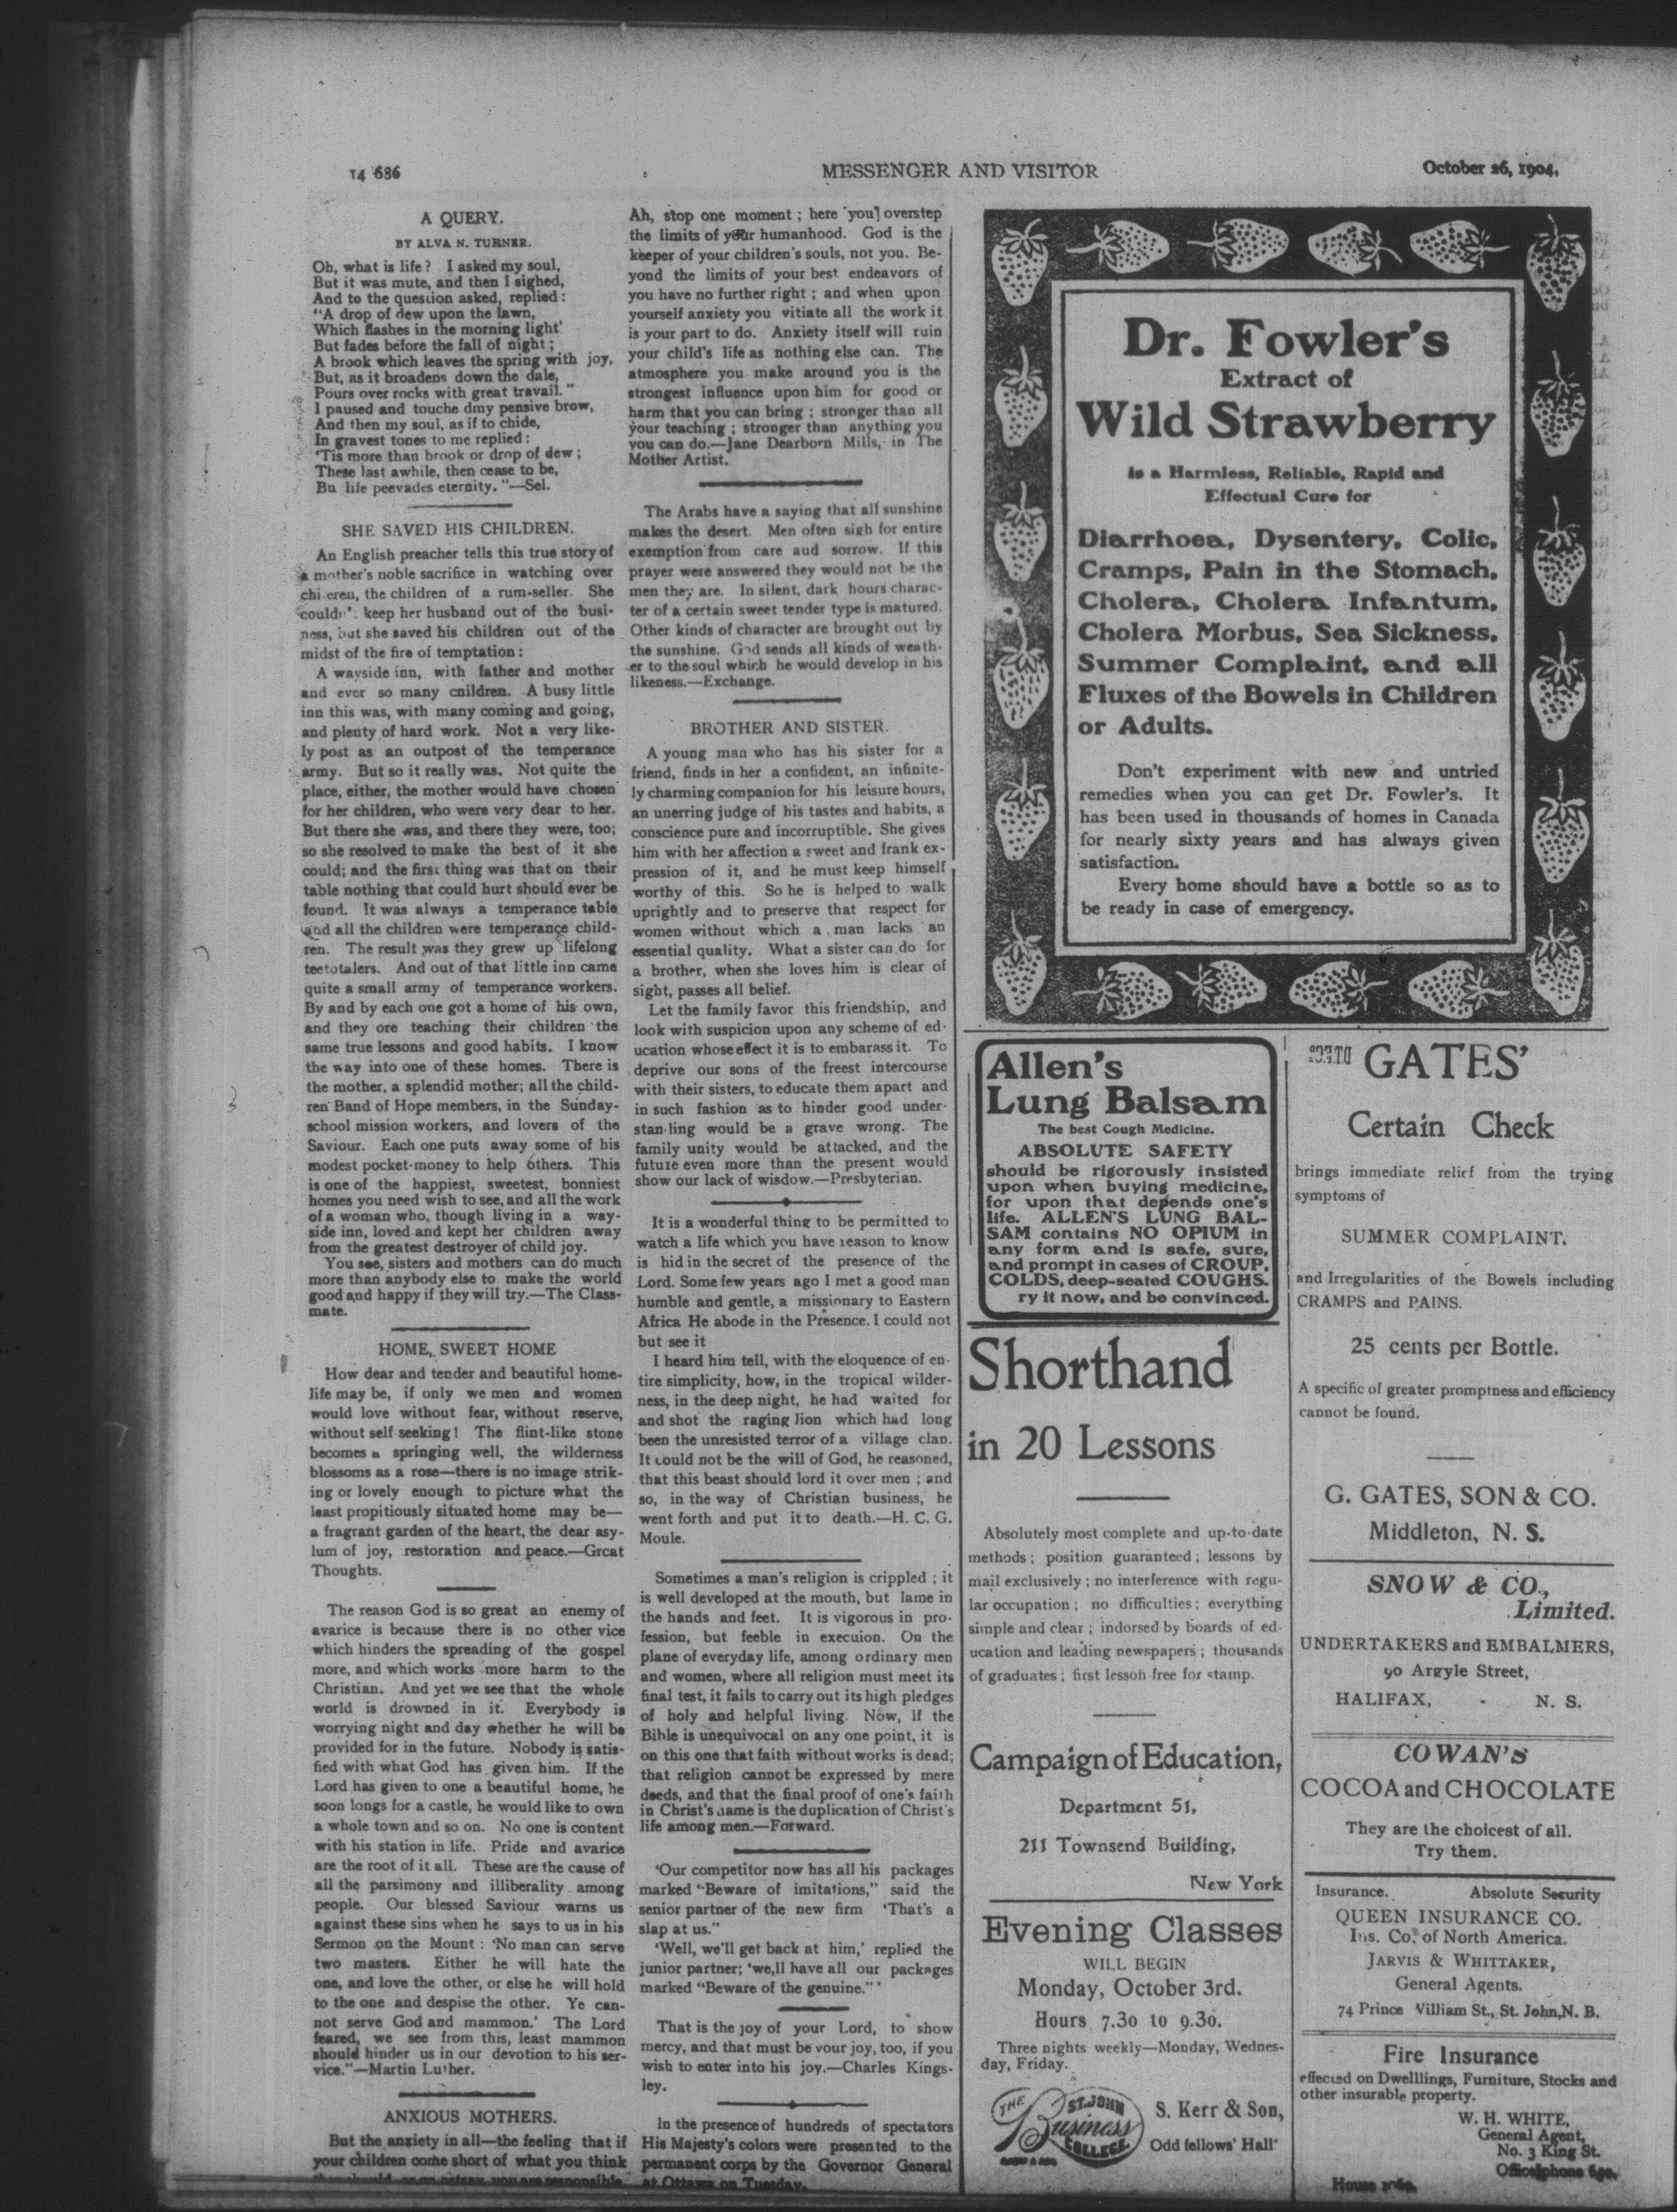 14 686
MESSENGER AND VISITOR
October 26, 1904.
A QUERY.
BY ALVA N. TURNER.
Oh, what is life? I asked my soul,
But it was mute, and then I sighed,
And to the question asked, replied:
"A drop of dew upon the lawn,
Which flashes in the morning light'
But fades before the fall of night;
A brook which leaves the spring with joy,
But, as it broadens down the dale,
Pours over rocks with great travail."
I paused and touche dmy pensive brow,
And then my soul, as if to chide,
In gravest tones to me replied:
'Tis more than brook or drop of dew;
These last awhile, then cease to be,
Bu life peevades eternity."—Sel.
SHE SAVED HIS CHILDREN.
An English preacher tells this true story of
a mother's noble sacrifice in watching over
chi eren, the children of a rum-seller. She
couldn'. keep her husband out of the busi-
ness, but she saved his children out of the
midst of the fire of temptation:
A wayside inn, with father and mother
and ever so many cnildren. A busy little
inn this was, with many coming and going,
and plenty of hard work. Not a very like-
ly post as an outpost of the temperance
army. But so it really was. Not quite the
place, either, the mother would have chosen
for her children, who were very dear to her.
But there she was, and there they were, too;
so she resolved to make the best of it she
could; and the first thing was that on their
table nothing that could hurt should ever be
found. It was always a temperance table
and all the children were temperance child-
ren. The result was they grew up lifelong
teetotalers. And out of that little inn came
quite a small army of temperance workers.
By and by each one got a home of his own,
and they ore teaching their children the
same true lessons and good habits. I know
the way into one of these homes. There is
the mother, a splendid mother; all the child-
ren Band of Hope members, in the Sunday-
school mission workers, and lovers of the
Saviour. Each one puts away some of his
modest pocket-money to help others. This
is one of the happiest, sweetest, bonniest
homes you need wish to see, and all the work
of a woman who, though living in a way-
side inn, loved and kept her children away
from the greatest destroyer of child joy.
You see, sisters and mothers can do much
more than anybody else to make the world
good and happy if they will try.—The Class-
mate.
HOME, SWEET HOME
How dear and tender and beautiful home-
life may be, if only we men and women
would love without fear, without reserve,
without self-seeking! The flint-like stone
becomes a springing well, the wilderness
blossoms as a rose—there is no image strik-
ing or lovely enough to picture what the
least propitiously situated home may be—
a fragrant garden of the heart, the dear asy-
lum of joy, restoration and peace.—Great
Thoughts.
The reason God is so great an enemy of
avarice is because there is no other vice
which hinders the spreading of the gospel
more, and which works more harm to the
Christian. And yet we see that the whole
world is drowned in it. Everybody is
worrying night and day whether he will be
provided for in the future. Nobody is satis-
fied with what God has given him. If the
Lord has given to one a beautiful home, he
soon longs for a castle, he would like to own
a whole town and so on. No one is content
with his station in life. Pride and avarice
are the root of it all. These are the cause of
all the parsimony and illiberality among
people. Our blessed Saviour warns us
against these sins when he says to us in his
Sermon on the Mount: 'No man can serve
two masters. Either he will hate the
one, and love the other, or else he will hold
to the one and despise the other. Ye can-
not serve God and mammon.' The Lord
feared, we see from this, least mammon
should hinder us in our devotion to his ser-
vice."—Martin Luther.
ANXIOUS MOTHERS.
But the anxiety in all—the feeling that if
your children come short of what you think
they should, or go astray, you are responsible.
Ah, stop one moment; here you] overstep
the limits of your humanhood. God is the
keeper of your children's souls, not you. Be-
yond the limits of your best endeavors of
you have no further right; and when upon
yourself anxiety you vitiate all the work it
is your part to do. Anxiety itself will ruin
your child's life as nothing else can. The
atmosphere you make around you is the
strongest influence upon him for good or
harm that you can bring; stronger than all
your teaching; stronger than anything you
you can do.—Jane Dearborn Mills, in The
Mother Artist.
The Arabs have a saying that all sunshine
makes the desert. Men often sigh for entire
exemption from care aud sorrow. If this
prayer were answered they would not be the
men they are. In silent, dark hours charac-
ter of a certain sweet tender type is matured.
Other kinds of character are brought out by
the sunshine. God sends all kinds of weath-
er to the soul which he would develop in his
likeness.—Exchange.
BROTHER AND SISTER.
A young man who has his sister for a
friend, finds in her a confident, an infinite-
ly charming companion for his leisure hours,
an unerring judge of his tastes and habits, a
conscience pure and incorruptible. She gives
him with her affection a sweet and frank ex-
pression of it, and he must keep himself
worthy of this. So he is helped to walk
uprightly and to preserve that respect for
women without which a man lacks an
essential quality. What a sister can do for
a brother, when she loves him is clear of
sight, passes all belief.
Let the family favor this friendship, and
look with suspicion upon any scheme of ed-
ucation whose effect it is to embarass it. To
deprive our sons of the freest intercourse
with their sisters, to educate them apart and
in such fashion as to hinder good under-
standing would be a grave wrong. The
family unity would be attacked, and the
future even more than the present would
show our lack of wisdow.—Presbyterian.
It is a wonderful thing to be permitted to
watch a life which you have reason to know
is hid in the secret of the presence of the
Lord. Some few years ago I met a good man
humble and gentle, a missionary to Eastern
Africa He abode in the Presence. I could not
but see it
I heard him tell, with the eloquence of en-
tire simplicity, how, in the tropical wilder-
ness, in the deep night, he had waited for
and shot the raging lion which had long
been the unresisted terror of a village clan.
It could not be the will of God, he reasoned,
that this beast should lord it over men; and
so, in the way of Christian business, he
went forth and put it to death.—H. C. G.
Moule.
Sometimes a man's religion is crippled; it
is well developed at the mouth, but lame in
the hands and feet. It is vigorous in pro-
fession, but feeble in execuion. On the
plane of everyday life, among ordinary men
and women, where all religion must meet its
final test, it fails to carry out its high pledges
of holy and helpful living. Now, if the
Bible is unequivocal on any one point, it is
on this one that faith without works is dead;
that religion cannot be expressed by mere
deeds, and that the final proof of one's faith
in Christ's name is the duplication of Christ's
life among men.—Forward.
'Our competitor now has all his packages
marked "Beware of imitations," said the
senior partner of the new firm 'That's a
slap at us."
'Well, we'll get back at him,' replied the
junior partner; 'we,ll have all our packages
marked "Beware of the genuine."'
That is the joy of your Lord, to show
mercy, and that must be your joy, too, if you
wish to enter into his joy.—Charles Kings-
ley.
In the presence of hundreds of spectators
His Majesty's colors were presented to the
permanent corps by the Governor General
at Ottawa on Tuesday.
Dr. Fowler's
Extract of
Wild Strawberry
is a Harmless, Reliable, Rapid and
Effectual Cure for
Diarrhoea, Dysentery, Colic,
Cramps, Pain in the Stomach,
Cholera, Cholera Infantum,
Cholera Morbus, Sea Sickness,
Summer Complaint, and all
Fluxes of the Bowels in Children
or Adults.
Don't experiment with new and untried
remedies when you can get Dr. Fowler's. It
has been used in thousands of homes in Canada
for nearly sixty years and has always given
satisfaction.
Every home should have a bottle so as to
be ready in case of emergency.
Allen's
Lung Balsam
The best Cough Medicine.
ABSOLUTE SAFETY
should be rigorously insisted
upon when buying medicine,
for upon that depends one's
life. ALLEN'S LUNG BAL-
SAM contains NO OPIUM in
any form and is safe, sure,
and prompt in cases of CROUP,
COLDS, deep-seated COUGHS.
ry it now, and be convinced.
Shorthand
in 20 Lessons
Absolutely most complete and up-to-date
methods; position guaranteed; lessons by
mail exclusively; no interference with regu-
lar occupation; no difficulties; everything
simple and clear; indorsed by boards of ed-
ucation and leading newspapers; thousands
of graduates; first lesson free for stamp.
Campaign of Education,
Department 51,
211 Townsend Building,
New York
Evening Classes
WILL BEGIN
Monday, October 3rd.
Hours 7.30 to 9.30.
Three nights weekly—Monday, Wednes-
day, Friday.
THE
ST. JOHN
Business
COLLEGE
S. Kerr & Son,
Odd fellows' Hall
GATES'
Certain Check
brings immediate relief from the trying
symptoms of
SUMMER COMPLAINT,
and Irregularities of the Bowels including
CRAMPS and PAINS.
25 cents per Bottle.
A specific of greater promptness and efficiency
cannot be found.
G. GATES, SON & CO.
Middleton, N. S.
SNOW & CO.,
Limited.
UNDERTAKERS and EMBALMERS,
90 Argyle Street,
HALIFAX, - N. S.
COWAN'S
COCOA and CHOCOLATE
They are the choicest of all.
Try them.
Insurance. Absolute Security
QUEEN INSURANCE CO.
Ins. Co. of North America.
JARVIS & WHITTAKER,
General Agents.
74 Prince Villiam St., St. John, N. B.
Fire Insurance
effecusd on Dwelllings, Furniture, Stocks and
other insurable property.
W. H. WHITE,
General Agent,
No. 3 King St.
Office phone 650.
House 1060.